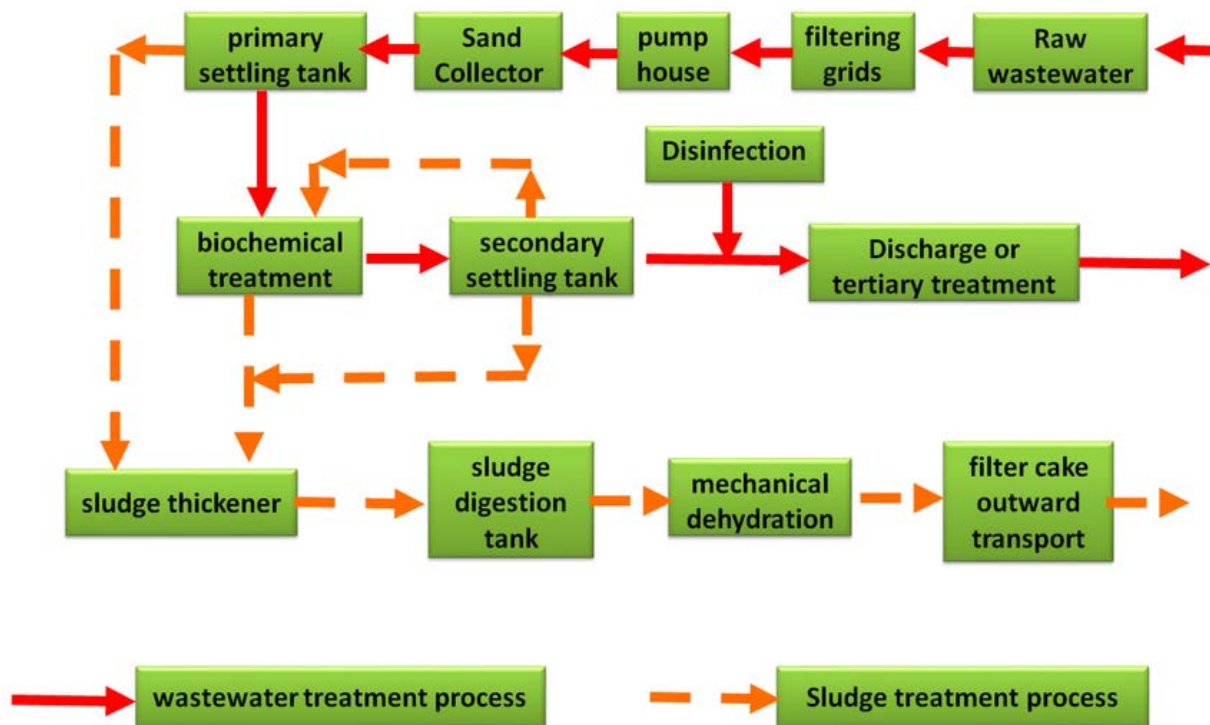 primary
settling tank
Sand
Collector
pump
house
filtering
grids
Raw
wastewater
Disinfection
biochemical
treatment
secondary
settling tank
Discharge or
tertiary treatment
sludge thickener
sludge
digestion
tank
mechanical
dehydration
filter cake
outward
transport
wastewater treatment process
Sludge treatment process